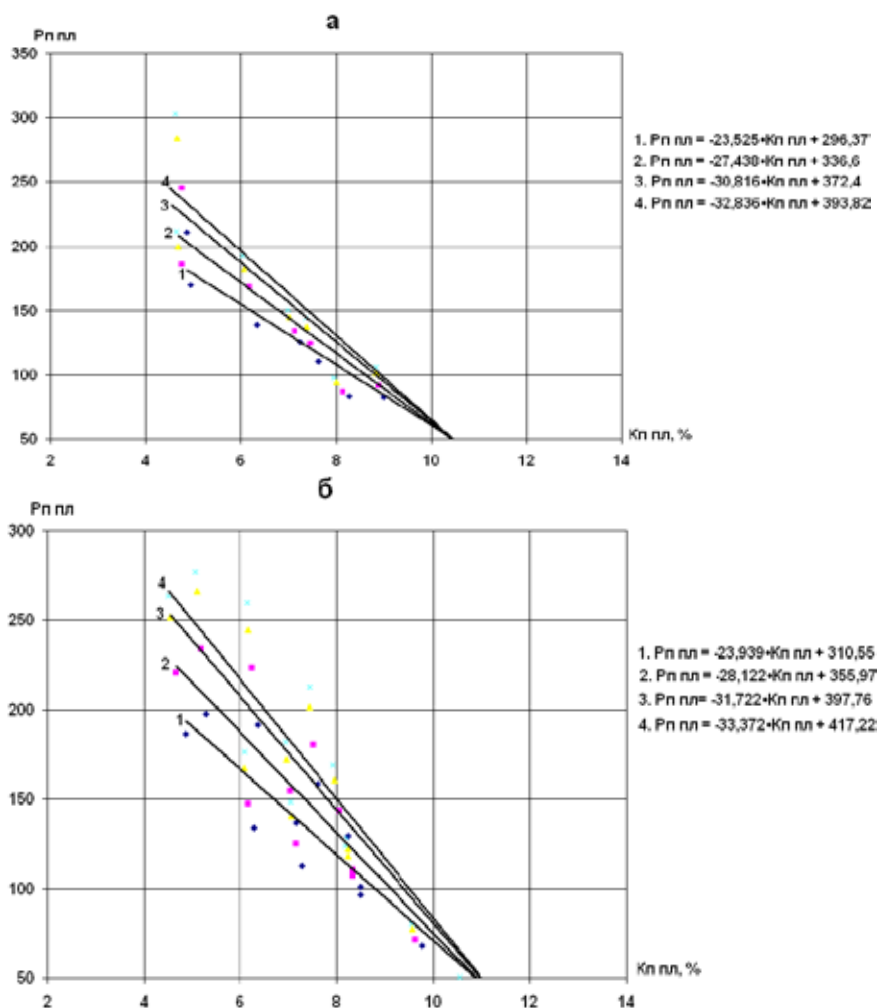 а
Рп пл
350
300
250
200
150
100
50
4
3
2
1
2 4 6 8 10 12 14
Кп пл, %
1. Рп пл = -23,525•Кп пл + 296,37
2. Рп пл = -27,438•Кп пл + 336,6
3. Рп пл = -30,816•Кп пл + 372,4
4. Рп пл = -32,836•Кп пл + 393,82
б
Рп пл
300
250
200
150
100
50
4
3
2
1
2 4 6 8 10 12 14
Кп пл, %
1. Рп пл = -23,939•Кп пл + 310,55
2. Рп пл = -28,122•Кп пл + 355,97
3. Рп пл= -31,722•Кп пл + 397,76
4. Рп пл= -33,372•Кп пл + 417,22